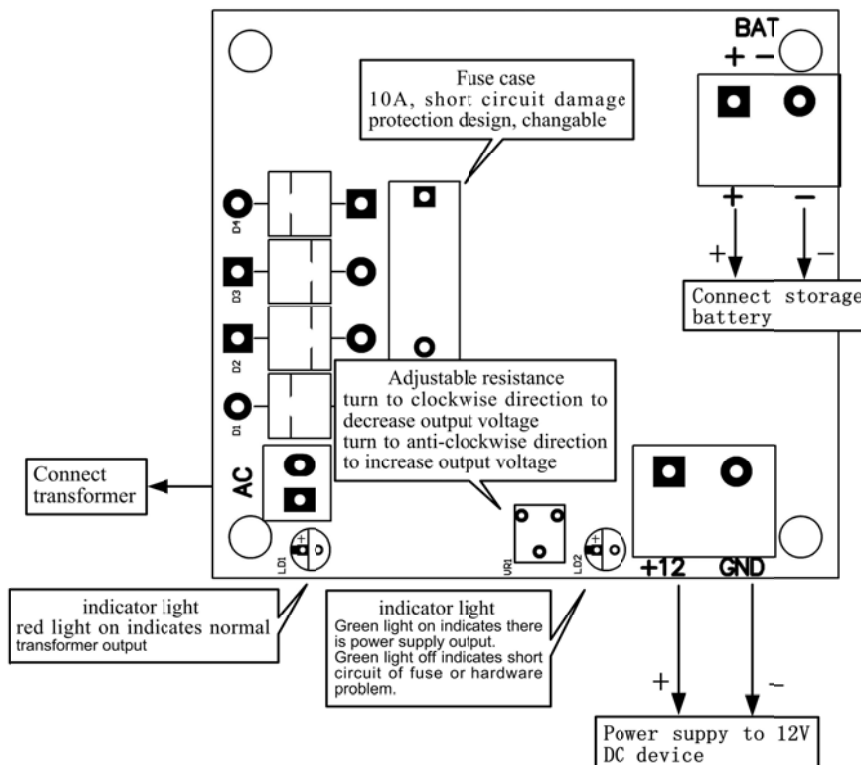 BAT
+ −
Fuse case
10A, short circuit damage
protection design, changable
+ −
+ −
Connect storage
battery
D4
D3
D2
D1
Adjustable resistance
turn to clockwise direction to
decrease output voltage
turn to anti-clockwise direction
to increase output voltage
Connect
transformer
AC
+
LD1
VR1
+
LD2
+12 GND
indicator light
red light on indicates normal
transformer output
indicator light
Green light on indicates there
is power supply output.
Green light off indicates short
circuit of fuse or hardware
problem.
+ −
Power suppy to 12V
DC device